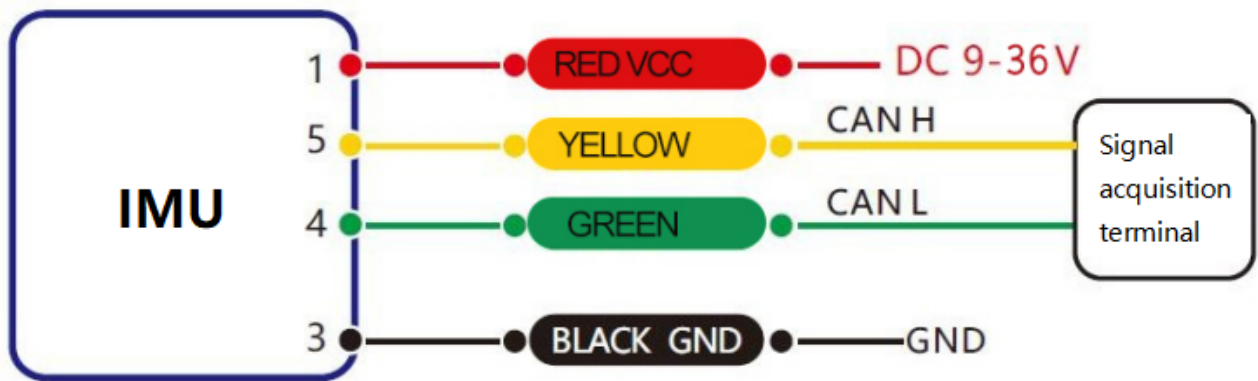 1 RED VCC DC 9-36V
5 YELLOW CAN H
IMU
4 GREEN CAN L
Signal
acquisition
terminal
3 BLACK GND GND